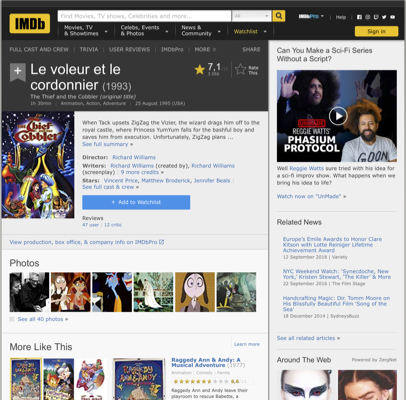 IMDb
Find Movies, TV shows, Celebrities and more...
All
IMDbPro
Help
Movies, TV
& Showtimes
Celebs, Events
& Photos
News &
Community
Watchlist
Sign in
FULL CAST AND CREW | TRIVIA | USER REVIEWS | IMDbPro | MORE
SHARE
Le voleur et le
cordonnier (1993)
The Thief and the Cobbler (original title)
1h 39min | Animation, Action, Adventure | 25 August 1995 (USA)
7,1
Rate
This
When Tack upsets ZigZag the Vizier, the wizard drags him off to the
royal castle, where Princess YumYum falls for the bashful boy and
saves him from execution. Unfortunately, ZigZag plans ...
See full summary »
Director: Richard Williams
Writers: Richard Williams (created by), Richard Williams
(screenplay) | 9 more credits »
Stars: Vincent Price, Matthew Broderick, Jennifer Beals |
See full cast & crew »
+ Add to Watchlist
Reviews
47 user | 12 critic
View production, box office, & company info on IMDbPro
Photos
See all 40 photos »
More Like This
Learn more
Raggedy Ann & Andy: A
Musical Adventure (1977)
Animation | Comedy | Family
6,6
Raggedy Ann and Andy leave their
playroom to rescue Babette, a
Can You Make a Sci-Fi Series
Without a Script?
REGGIE WATTS'
PHASIUM
PROTOCOL
Well Reggie Watts sure tried with his idea for
a sci-fi improv show. What happens when we
bring his idea to life?
Watch now on "UnMade" »
Related News
Europe's Emile Awards to Honor Clare
Kitson with Lotte Reiniger Lifetime
Achievement Award
12 September 2018 | Variety
NYC Weekend Watch: 'Synecdoche, New
York,' Kristen Stewart, 'The Killer' & More
22 September 2016 | The Film Stage
Handcrafting Magic: Dir. Tomm Moore on
His Blissfully Beautiful Film 'Song of the
Sea'
18 December 2014 | SydneysBuzz
See all related articles »
Around The Web
Powered by ZergNet